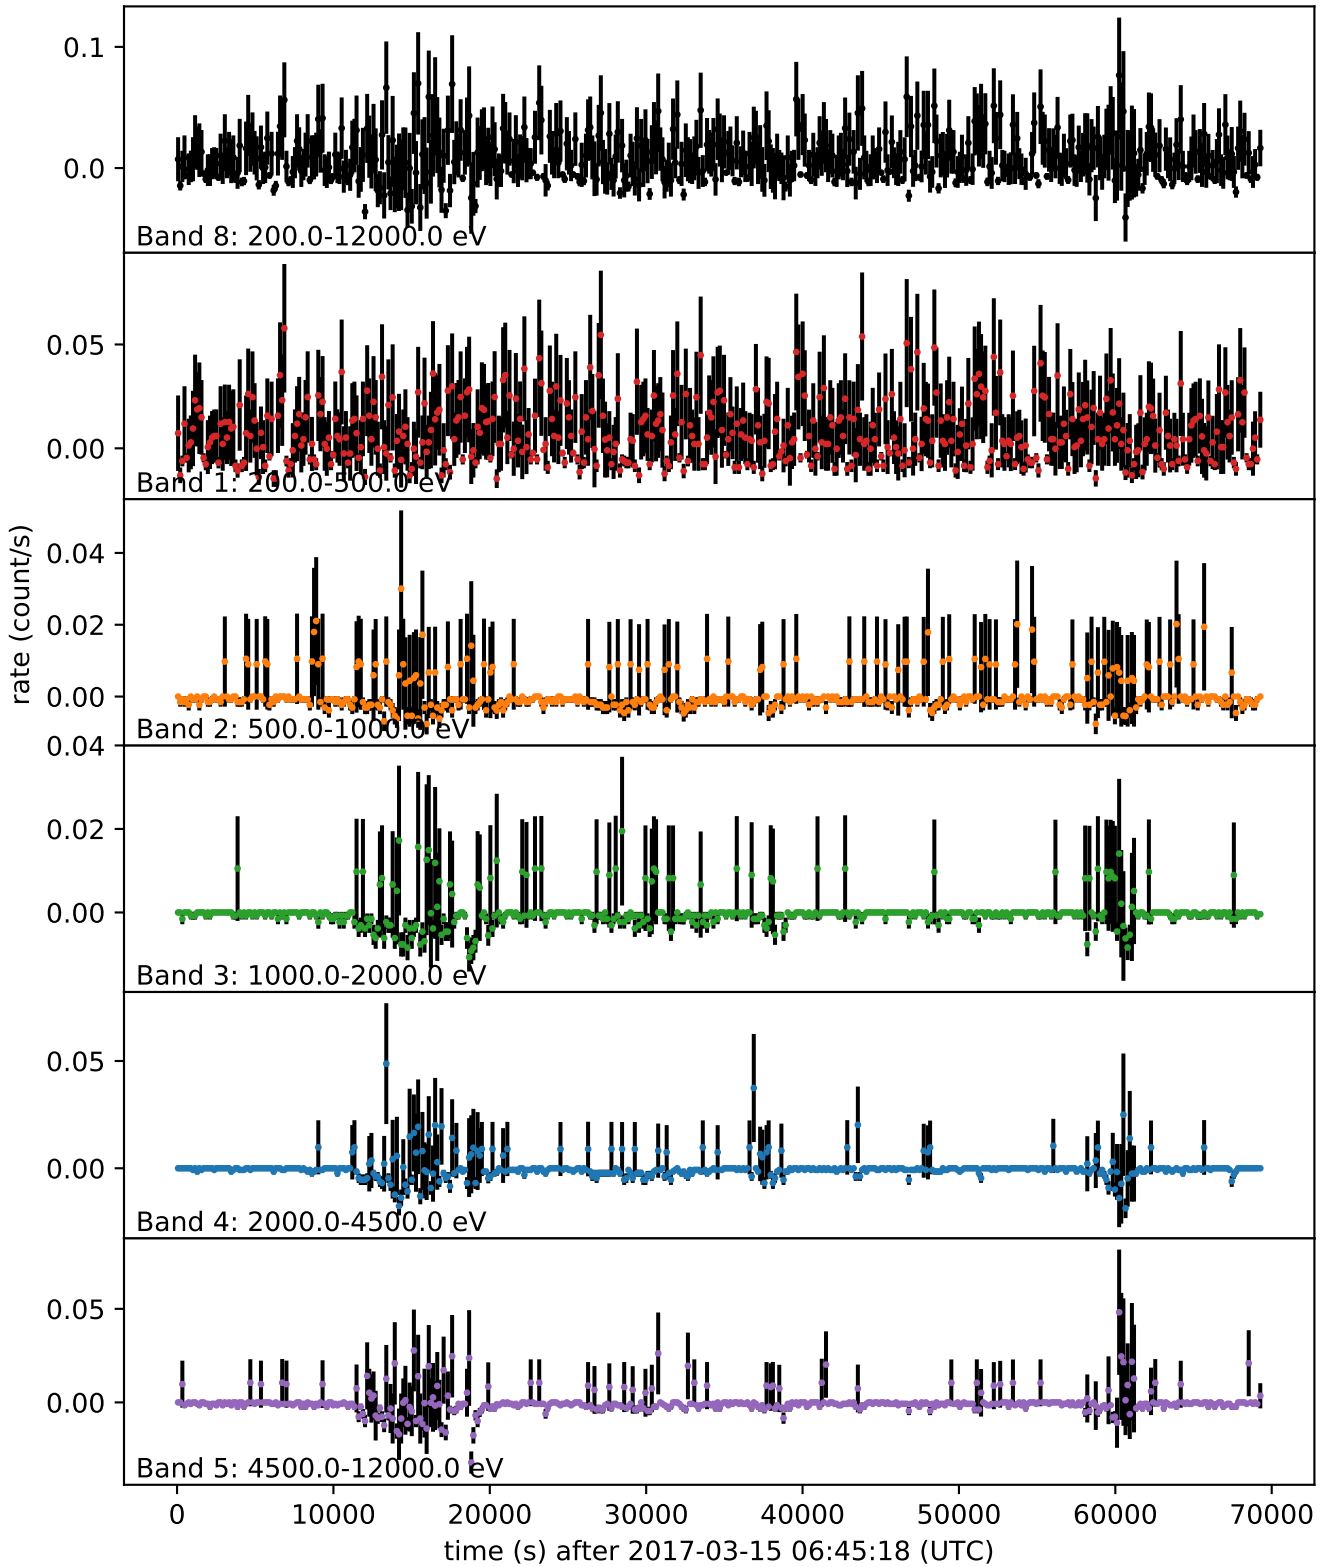 0.1
0.0
Band 8: 200.0-12000.0 eV
0.05
0.00
Band 1: 200.0-500.0 eV
rate (count/s)
0.04
0.02
0.00
Band 2: 500.0-1000.0 eV
0.04
0.02
0.00
Band 3: 1000.0-2000.0 eV
0.05
0.00
Band 4: 2000.0-4500.0 eV
0.05
0.00
Band 5: 4500.0-12000.0 eV
0 10000 20000 30000 40000 50000 60000 70000
time (s) after 2017-03-15 06:45:18 (UTC)